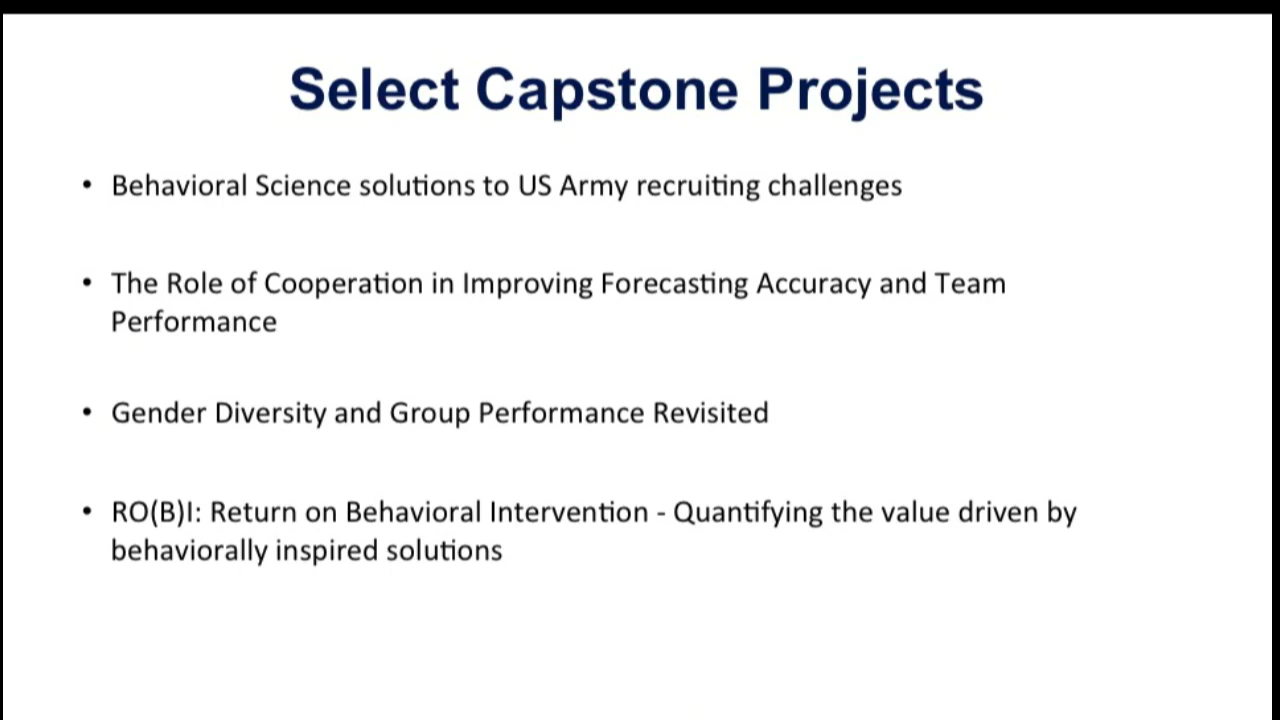 Select Capstone Projects
• Behavioral Science solutions to US Army recruiting challenges
• The Role of Cooperation in Improving Forecasting Accuracy and Team
Performance
• Gender Diversity and Group Performance Revisited
• RO(B)I: Return on Behavioral Intervention - Quantifying the value driven by
behaviorally inspired solutions